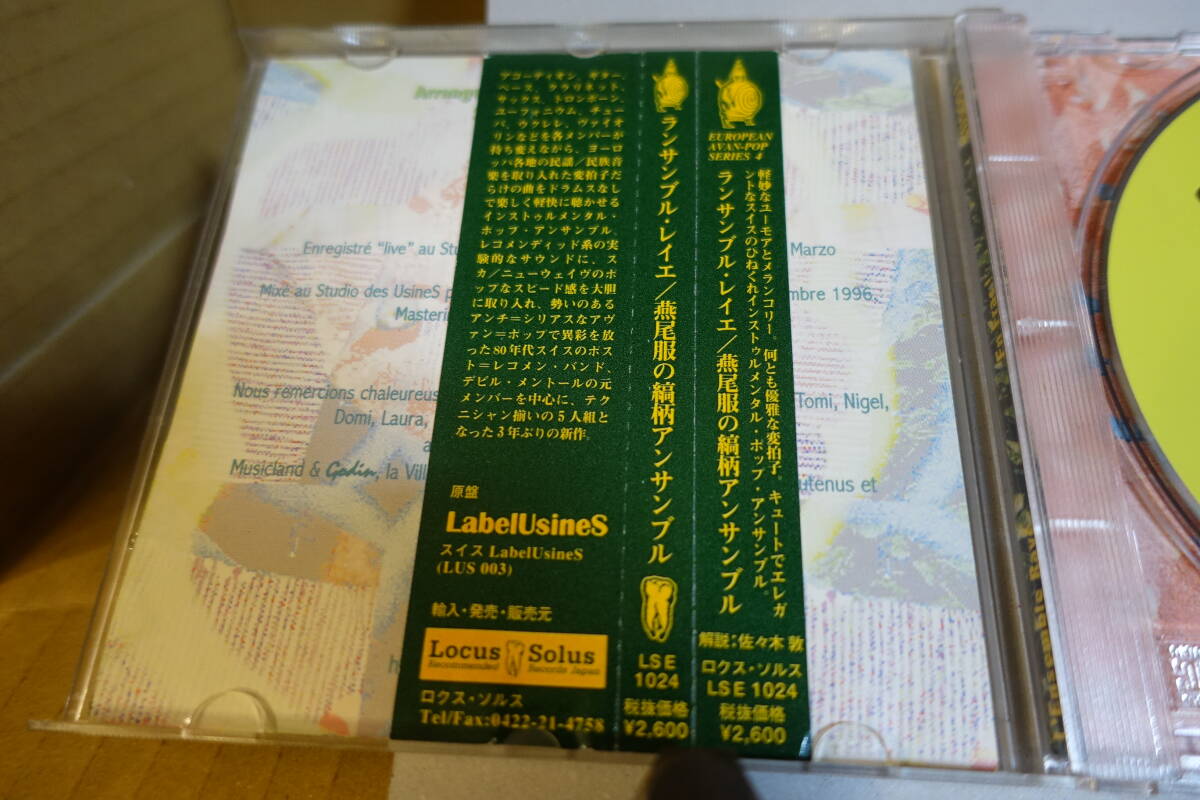 アコーディオン、ギター、
ベース、クラリネット、
サックス、トロンボーン、
ユーフォニウム、チュー
バ、ウクレレ、ヴァイオ
リンなどを各メンバーが
持ち変えながら、ヨーロ
ッパ各地の民謡／民族音
楽を取り入れた変拍子だ
らけの曲をドラムスなし
で楽しく軽快に聴かせる
インストゥルメンタル・
ポップ・アンサンブル。
レコメンディッド系の実
験的なサウンドに、ス
カ／ニューウェイヴのポ
ップなスピード感を大胆
に取り入れ、勢いのある
アンチ＝シリアスなアヴ
ァン＝ポップで異彩を放
った80年代スイスのポス
ト＝レコメン・バンド、
デビル・メントールの元
メンバーを中心に、テク
ニシャン揃いの5人組と
なった3年ぶりの新作。
原盤
LabelUsineS
スイス LabelUsineS
(LUS 003)
輸入・発売・販売元
Locus Solus
Recommended Records Japan
ロクス・ソルス
Tel/Fax:0422-21-4758
ランサンブル・レイエ／燕尾服の縞柄アンサンブル
LSE
1024
税抜価格
¥2,600
EUROPEAN
AVAN-POP
SERIES 4
軽妙なユーモアとメランコリー。何とも優雅な変拍子。キュートでエレガ
ントなスイスのひねくれインストゥルメンタル・ポップ・アンサンブル。
ランサンブル・レイエ／燕尾服の縞柄アンサンブル
解説：佐々木 敦
ロクス・ソルス
LSE 1024
税抜価格
¥2,600
Enregistré "live" au
Marzo
Mixé au Studio des UsineS
1996,
Nous remercions
Tomi, Nigel,
Domi, Laura,
Musicland & Godin, la
et